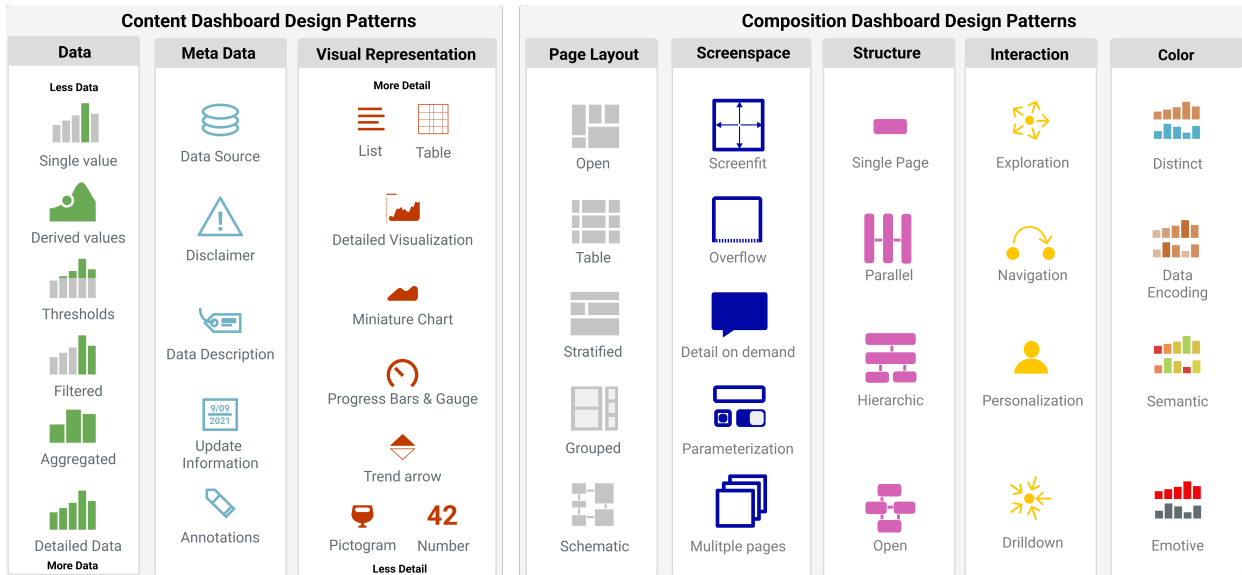 Content Dashboard Design Patterns
Data
Less Data
Single value
Derived values
Thresholds
Filtered
Aggregated
Detailed Data
More Data
Meta Data
Data Source
Disclaimer
Data Description
9/09
2021
Update
Information
Annotations
Visual Representation
More Detail
List
Table
Detailed Visualization
Miniature Chart
Progress Bars & Gauge
Trend arrow
42
Pictogram
Number
Less Detail
Composition Dashboard Design Patterns
Page Layout
Open
Table
Stratified
Grouped
Schematic
Screenspace
Screenfit
Overflow
Detail on demand
Parameterization
Mulitple pages
Structure
Single Page
Parallel
Hierarchic
Open
Interaction
Exploration
Navigation
Personalization
Drilldown
Color
Distinct
Data
Encoding
Semantic
Emotive